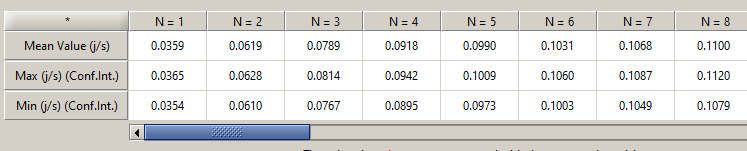 * N = 1 N = 2 N = 3 N = 4 N = 5 N = 6 N = 7 N = 8
Mean Value (j/s) 0.0359 0.0619 0.0789 0.0918 0.0990 0.1031 0.1068 0.1100
Max (j/s) (Conf.Int.) 0.0365 0.0628 0.0814 0.0942 0.1009 0.1060 0.1087 0.1120
Min (j/s) (Conf.Int.) 0.0354 0.0610 0.0767 0.0895 0.0973 0.1003 0.1049 0.1079